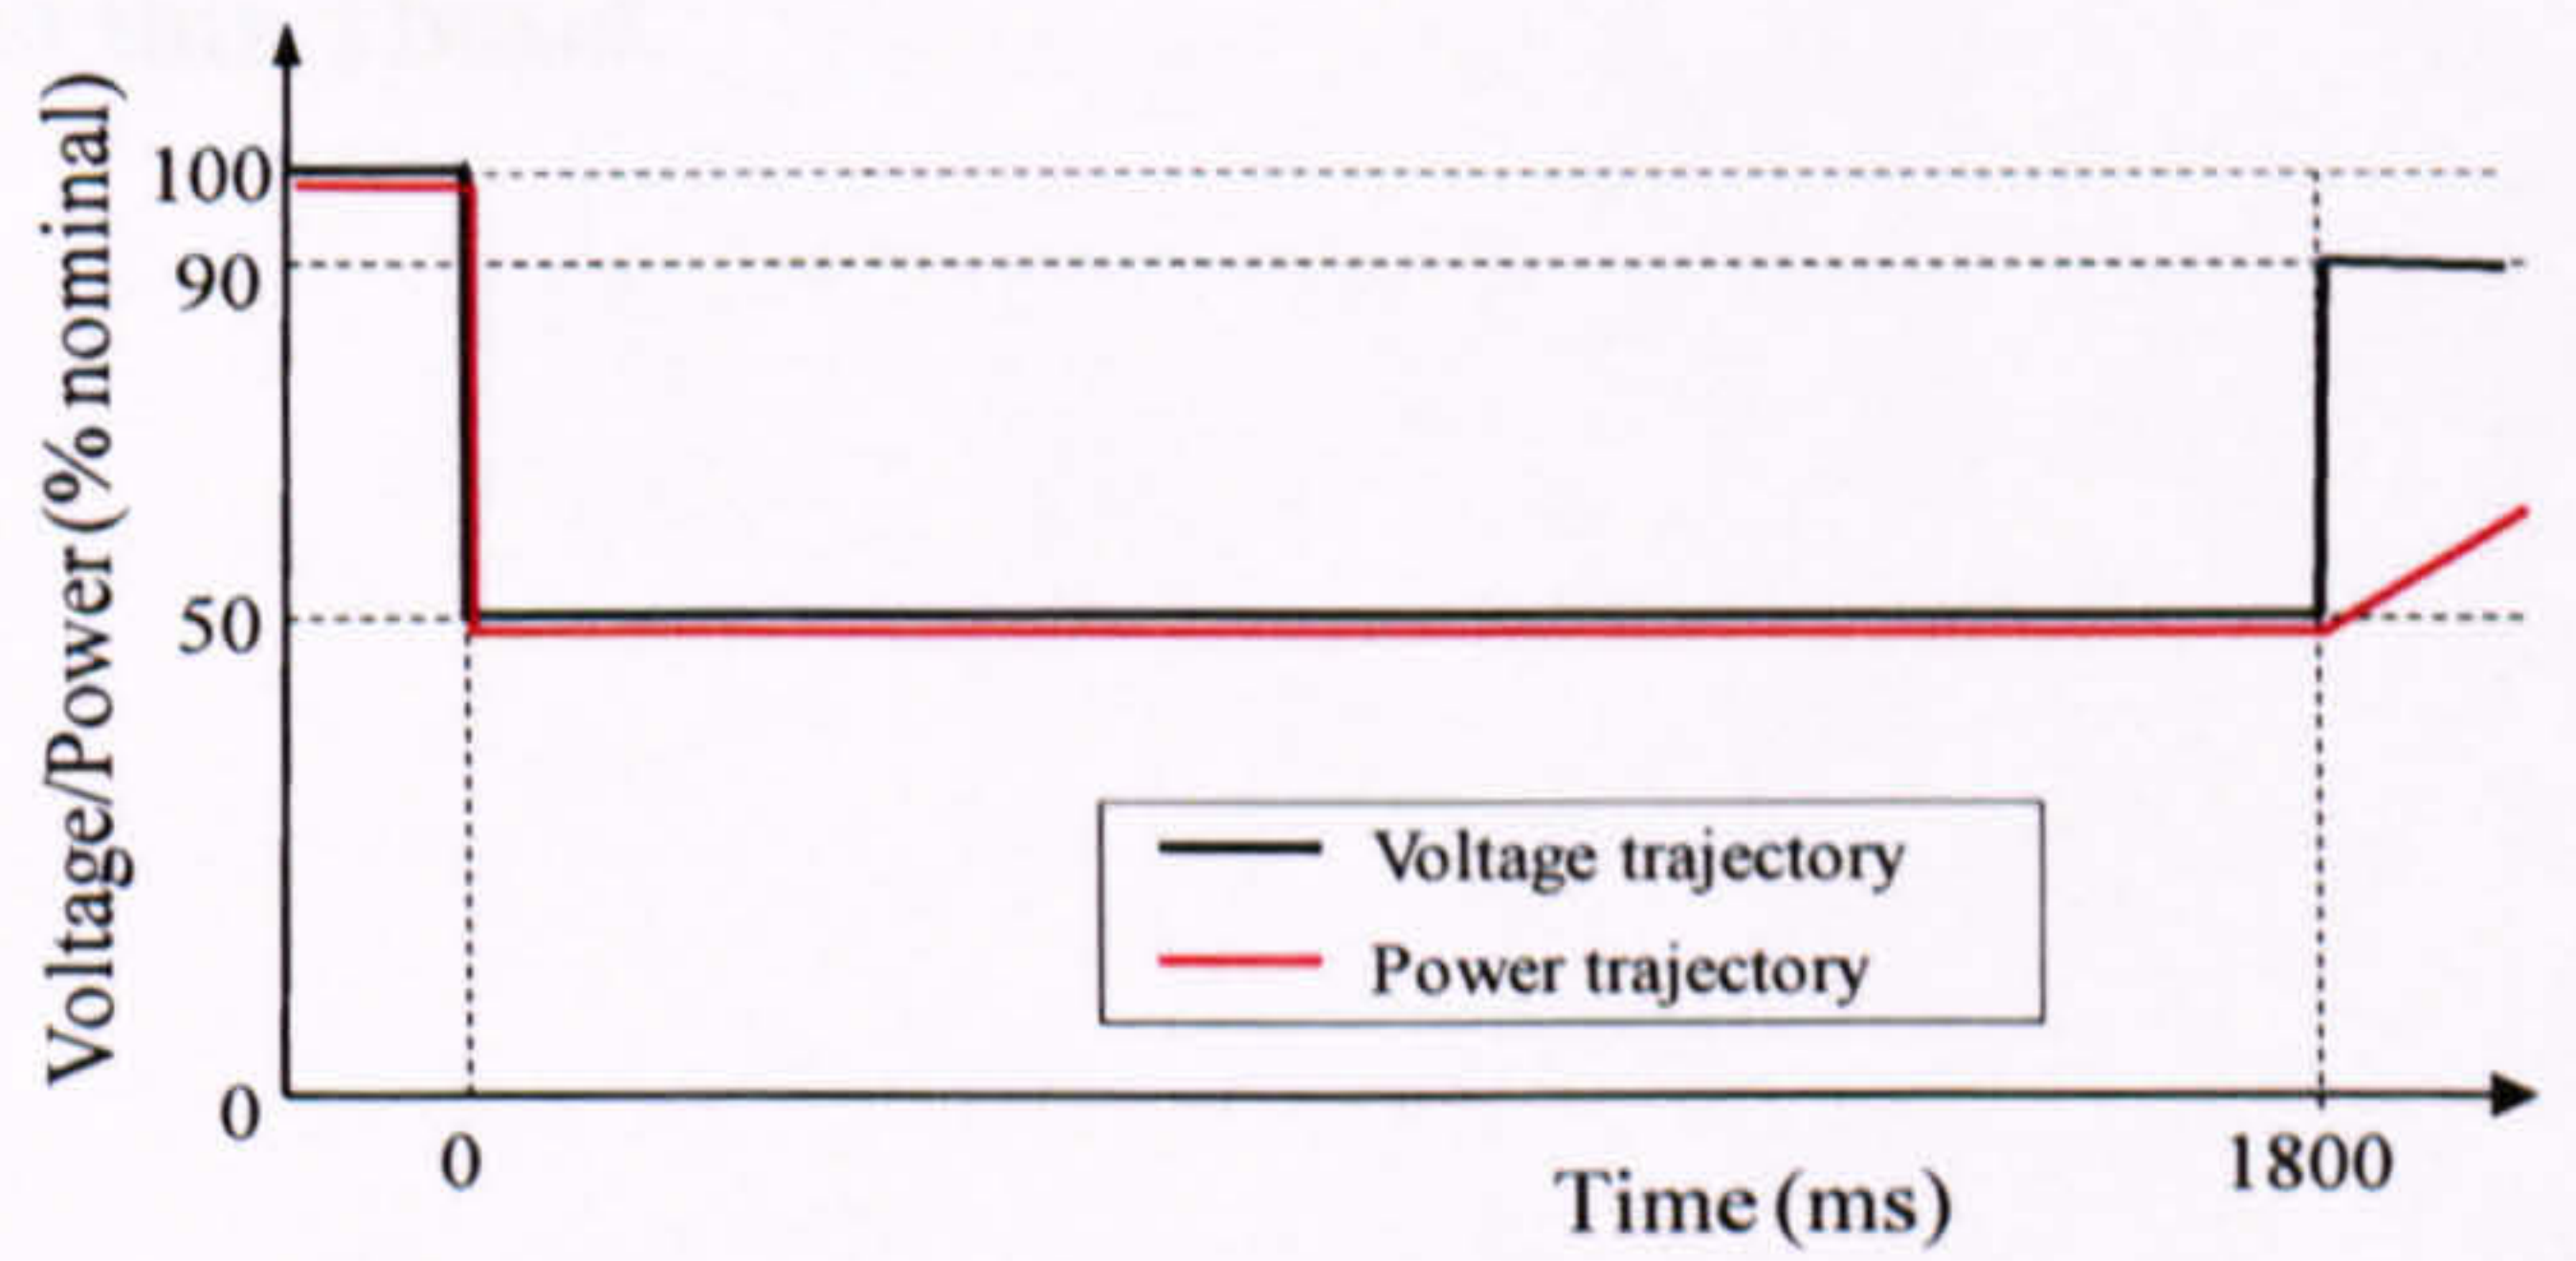 Voltage/Power (% nominal)
100
90
50
0
Voltage trajectory
Power trajectory
0
1800
Time (ms)